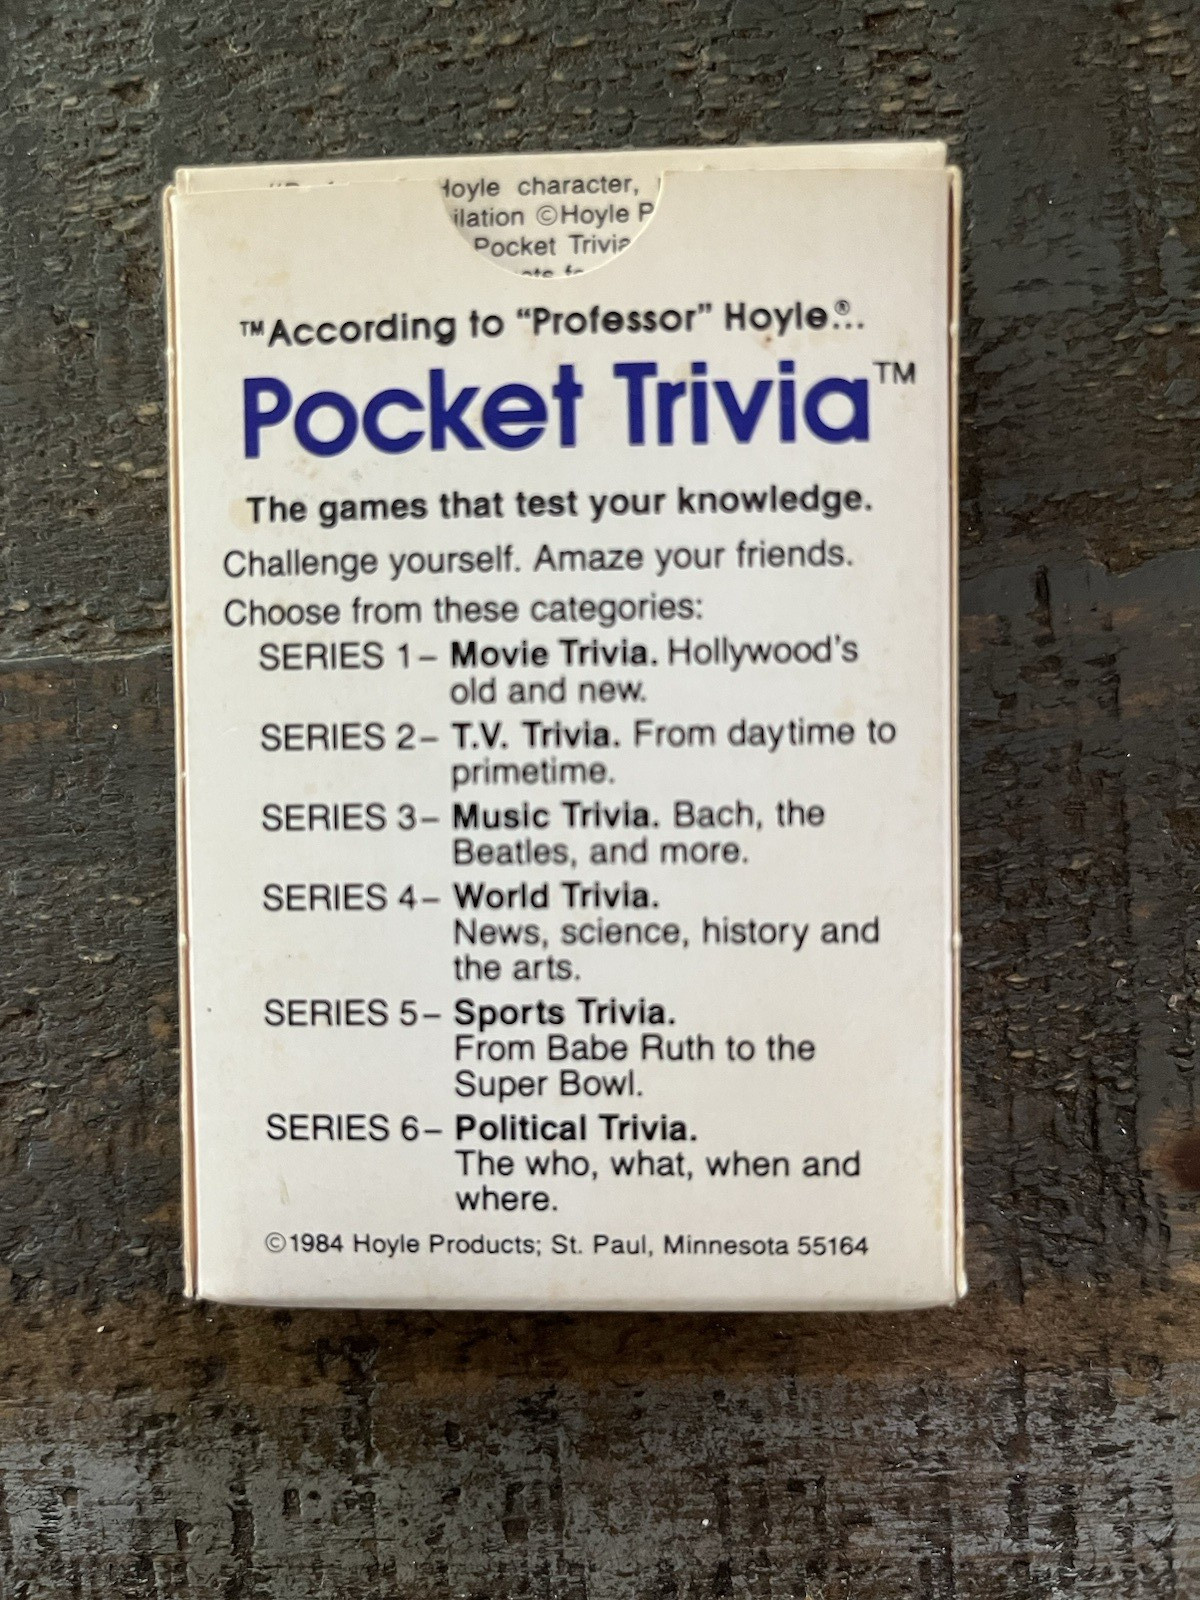 Hoyle character,
ilation ©Hoyle P
Pocket Trivia
™According to "Professor" Hoyle®...
Pocket Trivia™
The games that test your knowledge.
Challenge yourself. Amaze your friends.
Choose from these categories:
SERIES 1– Movie Trivia. Hollywood's
old and new.
SERIES 2– T.V. Trivia. From daytime to
primetime.
SERIES 3– Music Trivia. Bach, the
Beatles, and more.
SERIES 4– World Trivia.
News, science, history and
the arts.
SERIES 5– Sports Trivia.
From Babe Ruth to the
Super Bowl.
SERIES 6– Political Trivia.
The who, what, when and
where.
©1984 Hoyle Products; St. Paul, Minnesota 55164